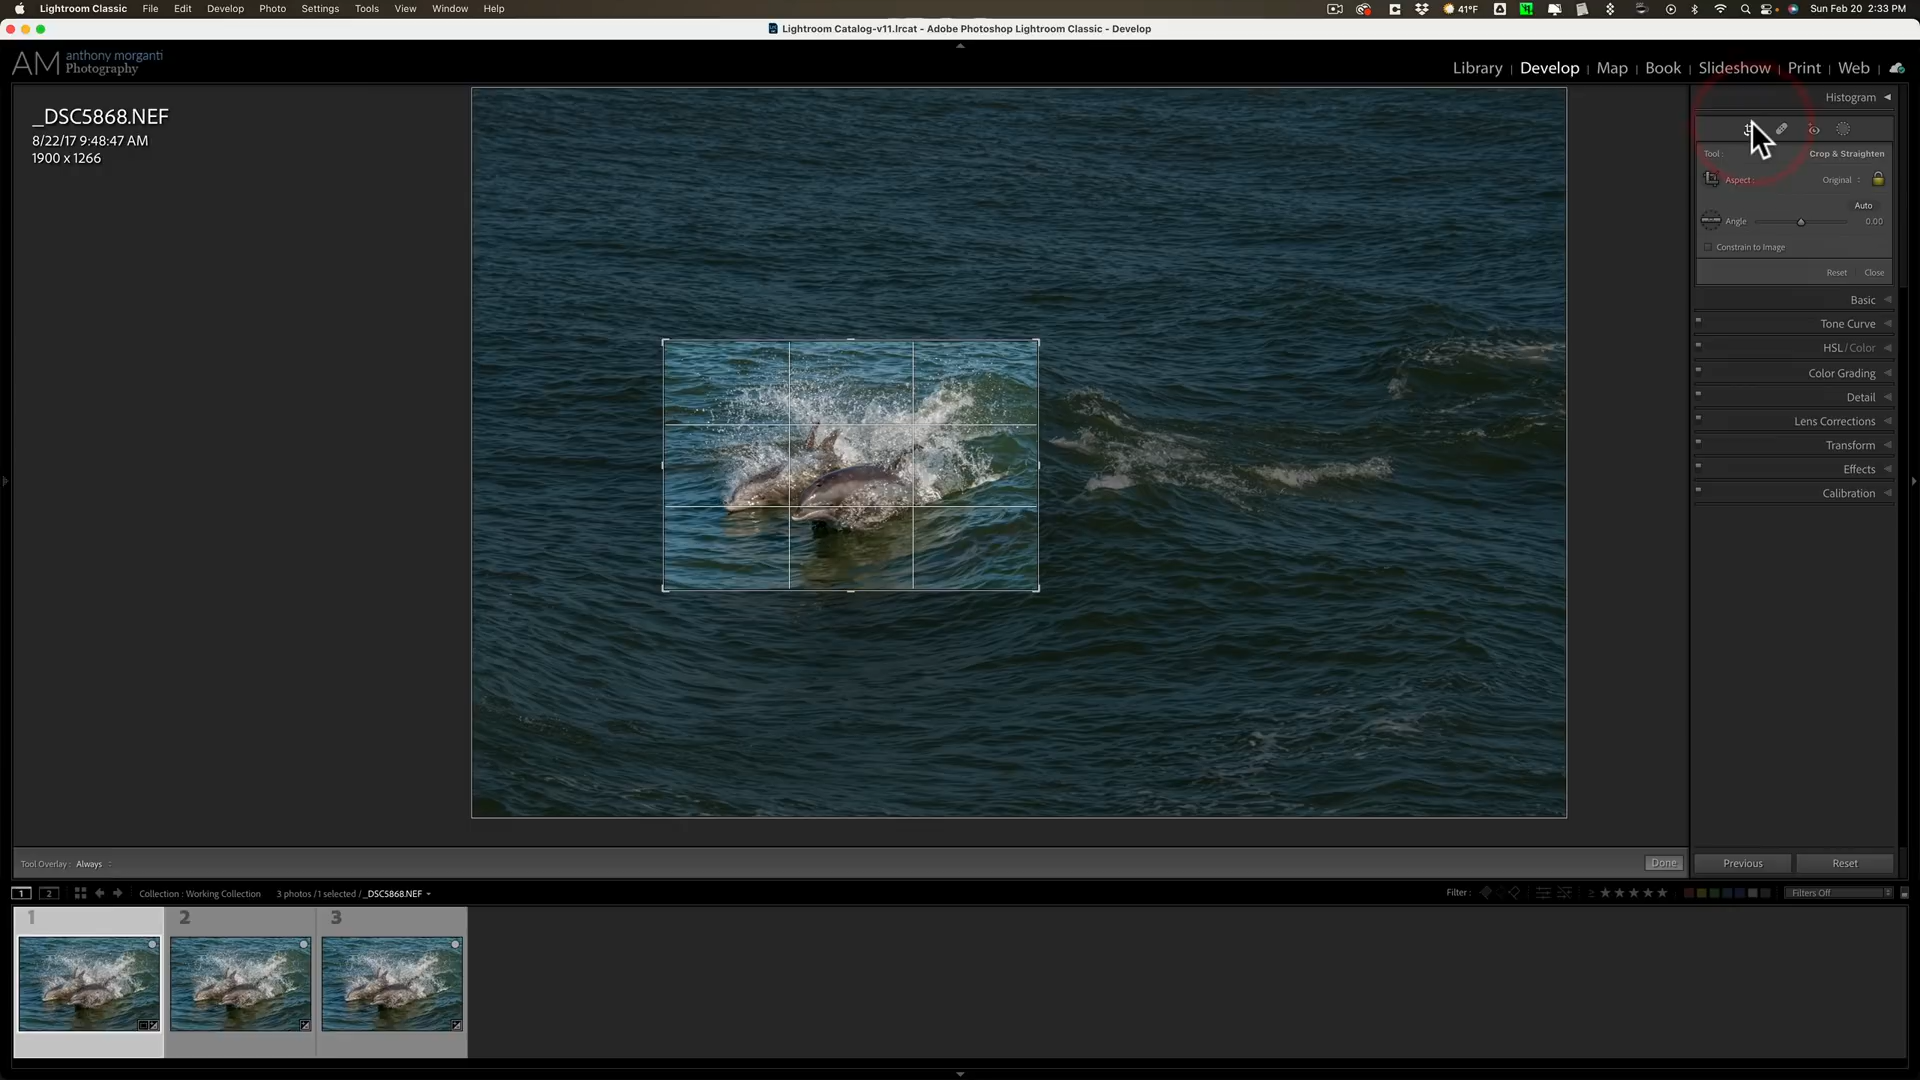 Lightroom Classic File Edit Develop Photo Settings Tools View Window Help 41°F Sun Feb 20 2:33 PM
Lightroom Catalog-v11.lrcat - Adobe Photoshop Lightroom Classic - Develop
AM anthony morganti
Photography
Library | Develop | Map | Book | Slideshow | Print | Web
_DSC5868.NEF
8/22/17 9:48:47 AM
1900 x 1266
Histogram
Tool : Crop & Straighten
Aspect : Original
Auto
Angle 0.00
Constrain to Image
Reset Close
Basic
Tone Curve
HSL / Color
Color Grading
Detail
Lens Corrections
Transform
Effects
Calibration
Tool Overlay : Always
Done
Previous Reset
1 2 Collection : Working Collection 3 photos / 1 selected / _DSC5868.NEF
Filter : ≥ ★★★★★ Filters Off
1 2 3